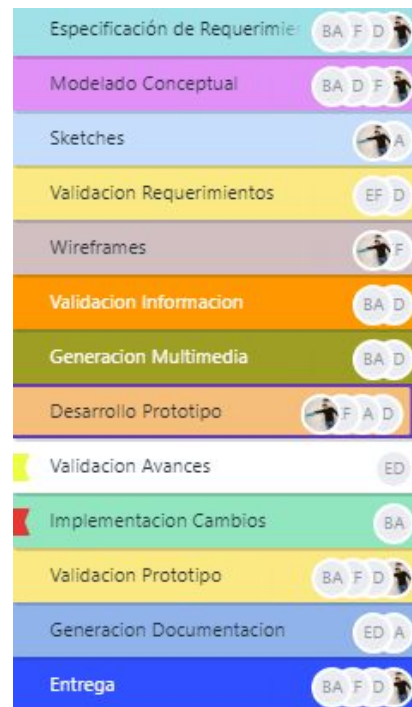 Especificación de Requerimie BA F D
Modelado Conceptual BA D F
Sketches A
Validacion Requerimientos EF D
Wireframes F
Validacion Informacion BA D
Generacion Multimedia BA D
Desarrollo Prototipo F A D
Validacion Avances ED
Implementacion Cambios BA
Validacion Prototipo BA F D
Generacion Documentacion ED A
Entrega BA F D